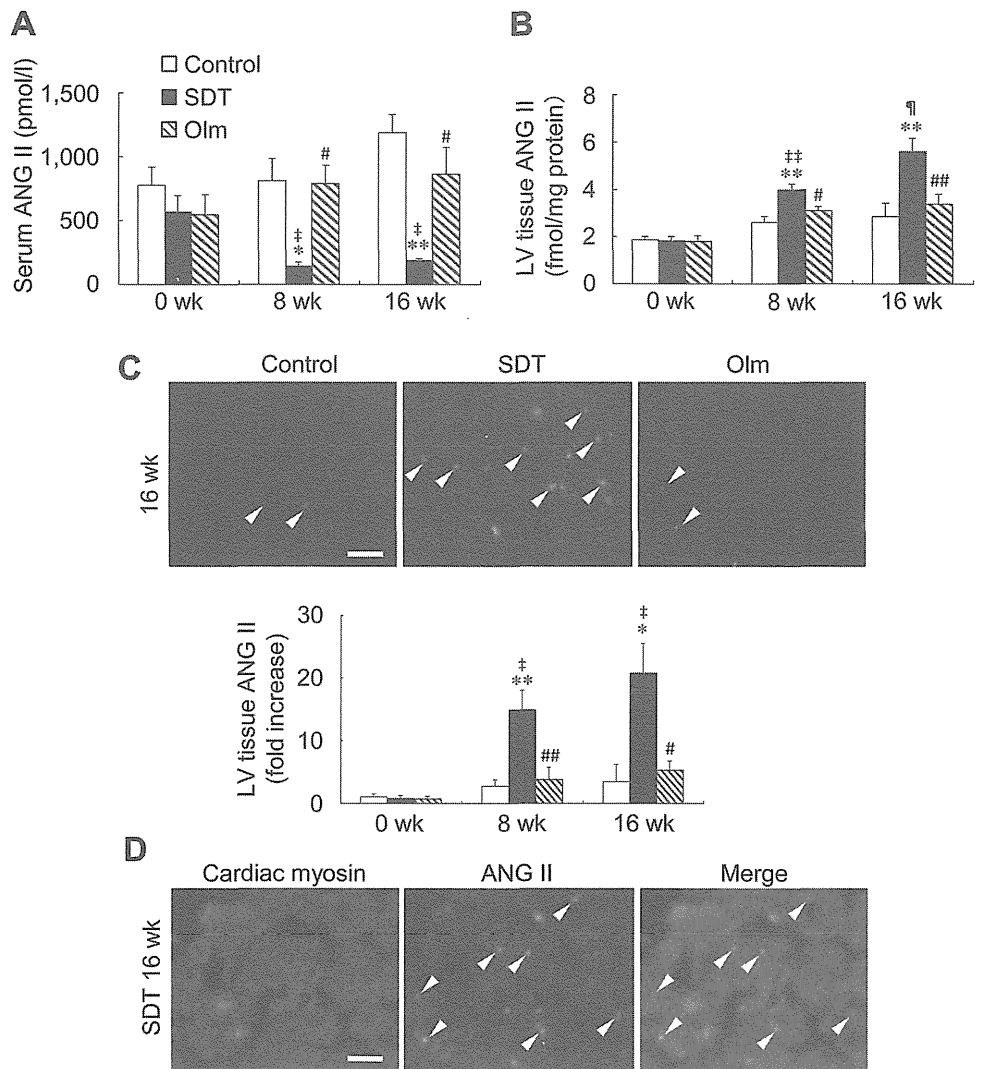 A
Serum ANG II (pmol/l)
1,500
1,000
500
0
Control
SDT
Olm
#
#
‡
*
‡
**
0 wk
8 wk
16 wk
B
LV tissue ANG II
(fmol/mg protein)
8
6
4
2
0
‡‡
**
#
¶
**
##
0 wk
8 wk
16 wk
C
Control
SDT
Olm
16 wk
LV tissue ANG II
(fold increase)
30
20
10
0
‡
**
##
‡
*
#
0 wk
8 wk
16 wk
D
Cardiac myosin
ANG II
Merge
SDT 16 wk